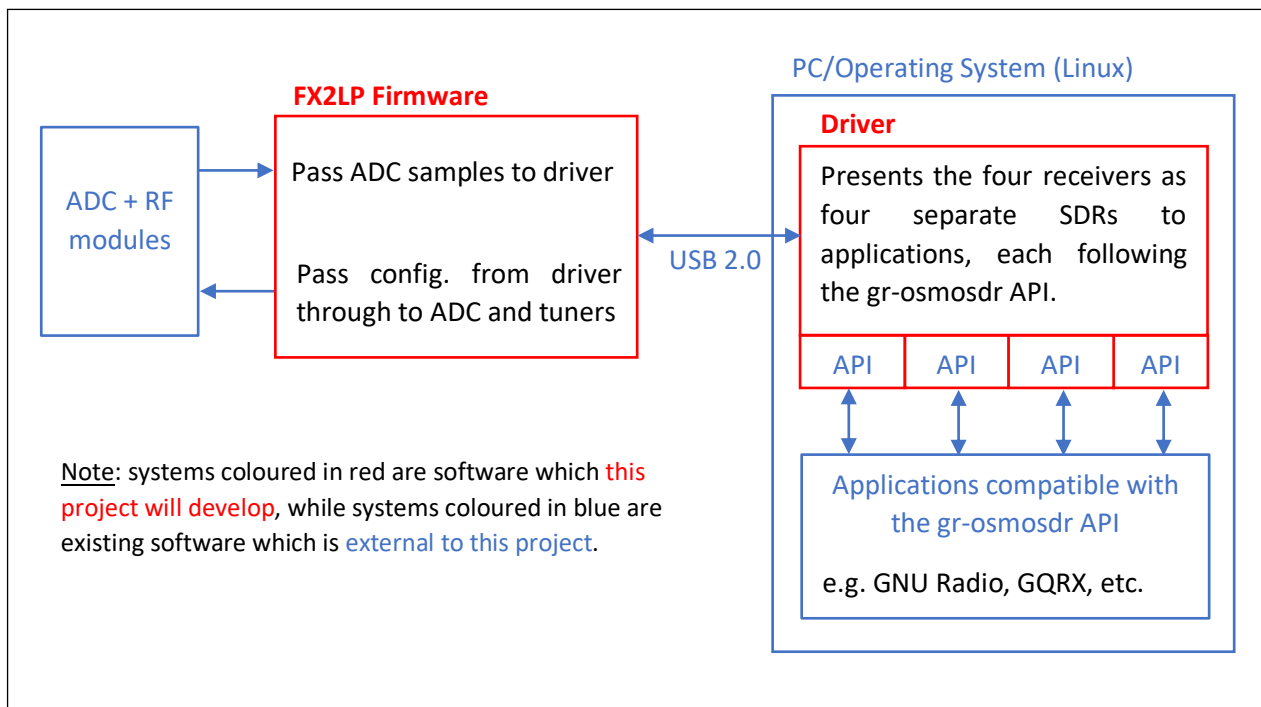 PC/Operating System (Linux)
FX2LP Firmware
Driver
ADC + RF
modules
Pass ADC samples to driver
Pass config. from driver
through to ADC and tuners
USB 2.0
Presents the four receivers as
four separate SDRs to
applications, each following
the gr-osmosdr API.
API API API API
Note: systems coloured in red are software which this
project will develop, while systems coloured in blue are
existing software which is external to this project.
Applications compatible with
the gr-osmosdr API
e.g. GNU Radio, GQRX, etc.